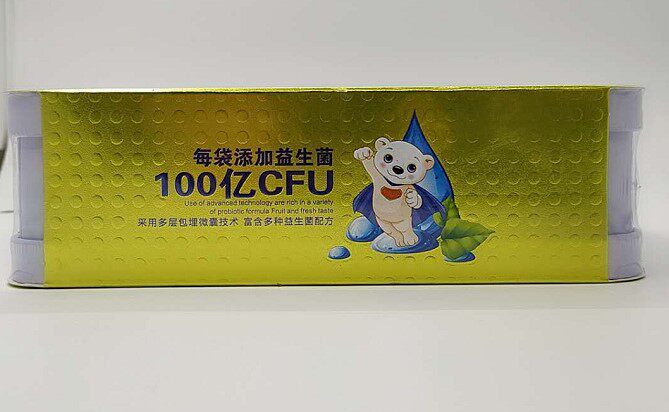 每袋添加益生菌
100亿CFU
Use of advanced technology are rich in a variety
of probiotic formula Fruit and fresh taste
采用多层包埋微囊技术 富含多种益生菌配方